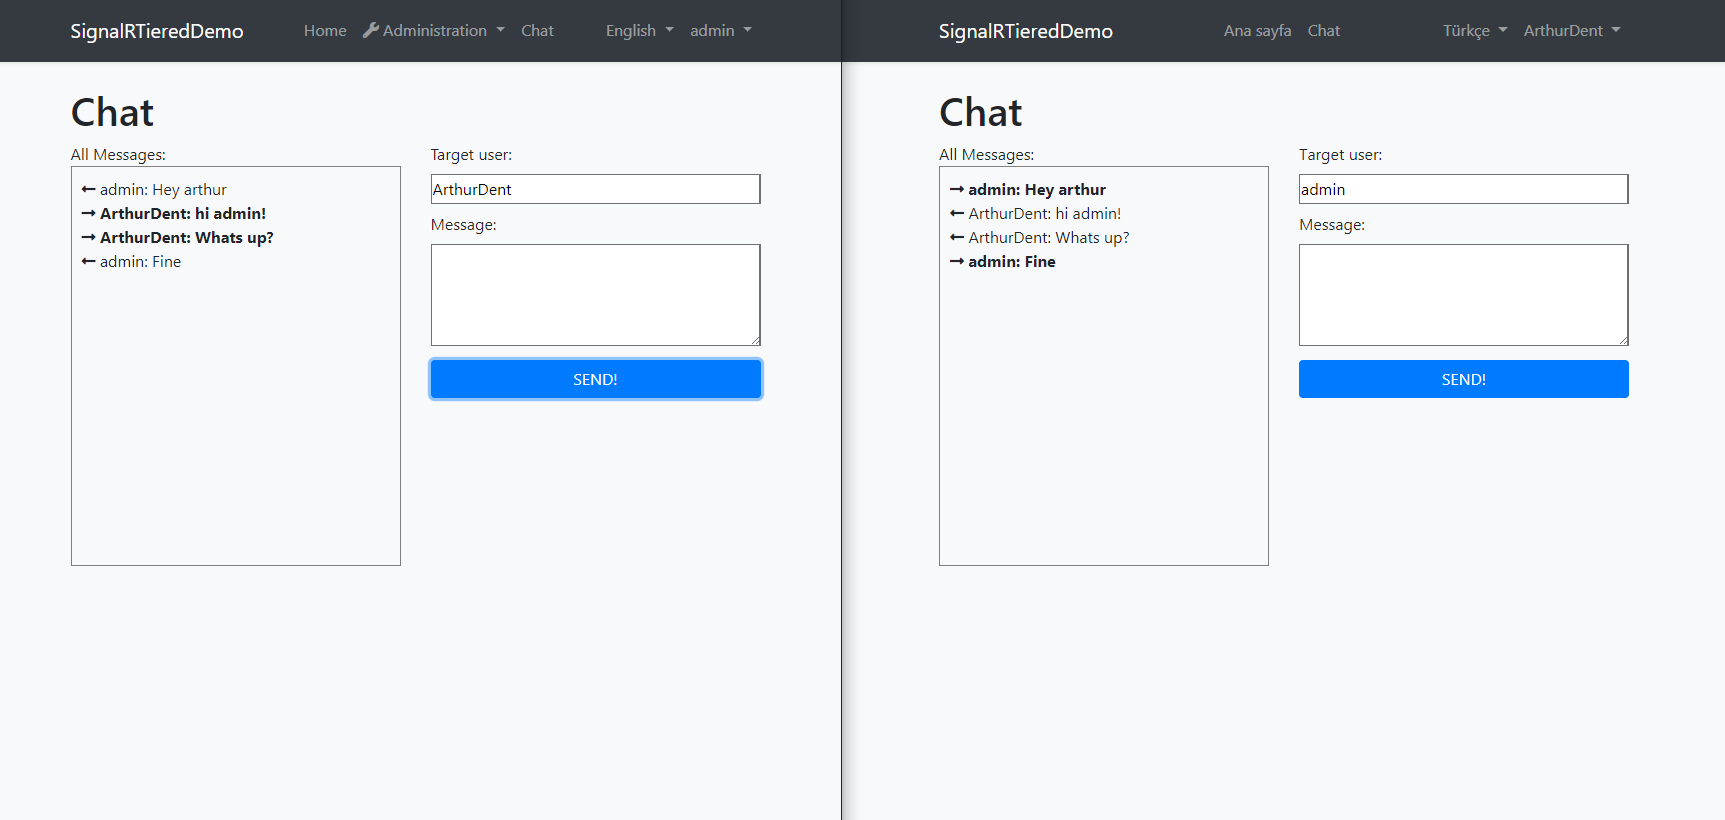 SignalRTieredDemo Home Administration Chat English admin
Chat
All Messages:
← admin: Hey arthur
→ ArthurDent: hi admin!
→ ArthurDent: Whats up?
← admin: Fine
Target user:
ArthurDent
Message:
SEND!
SignalRTieredDemo Ana sayfa Chat Türkçe ArthurDent
Chat
All Messages:
→ admin: Hey arthur
← ArthurDent: hi admin!
← ArthurDent: Whats up?
→ admin: Fine
Target user:
admin
Message:
SEND!